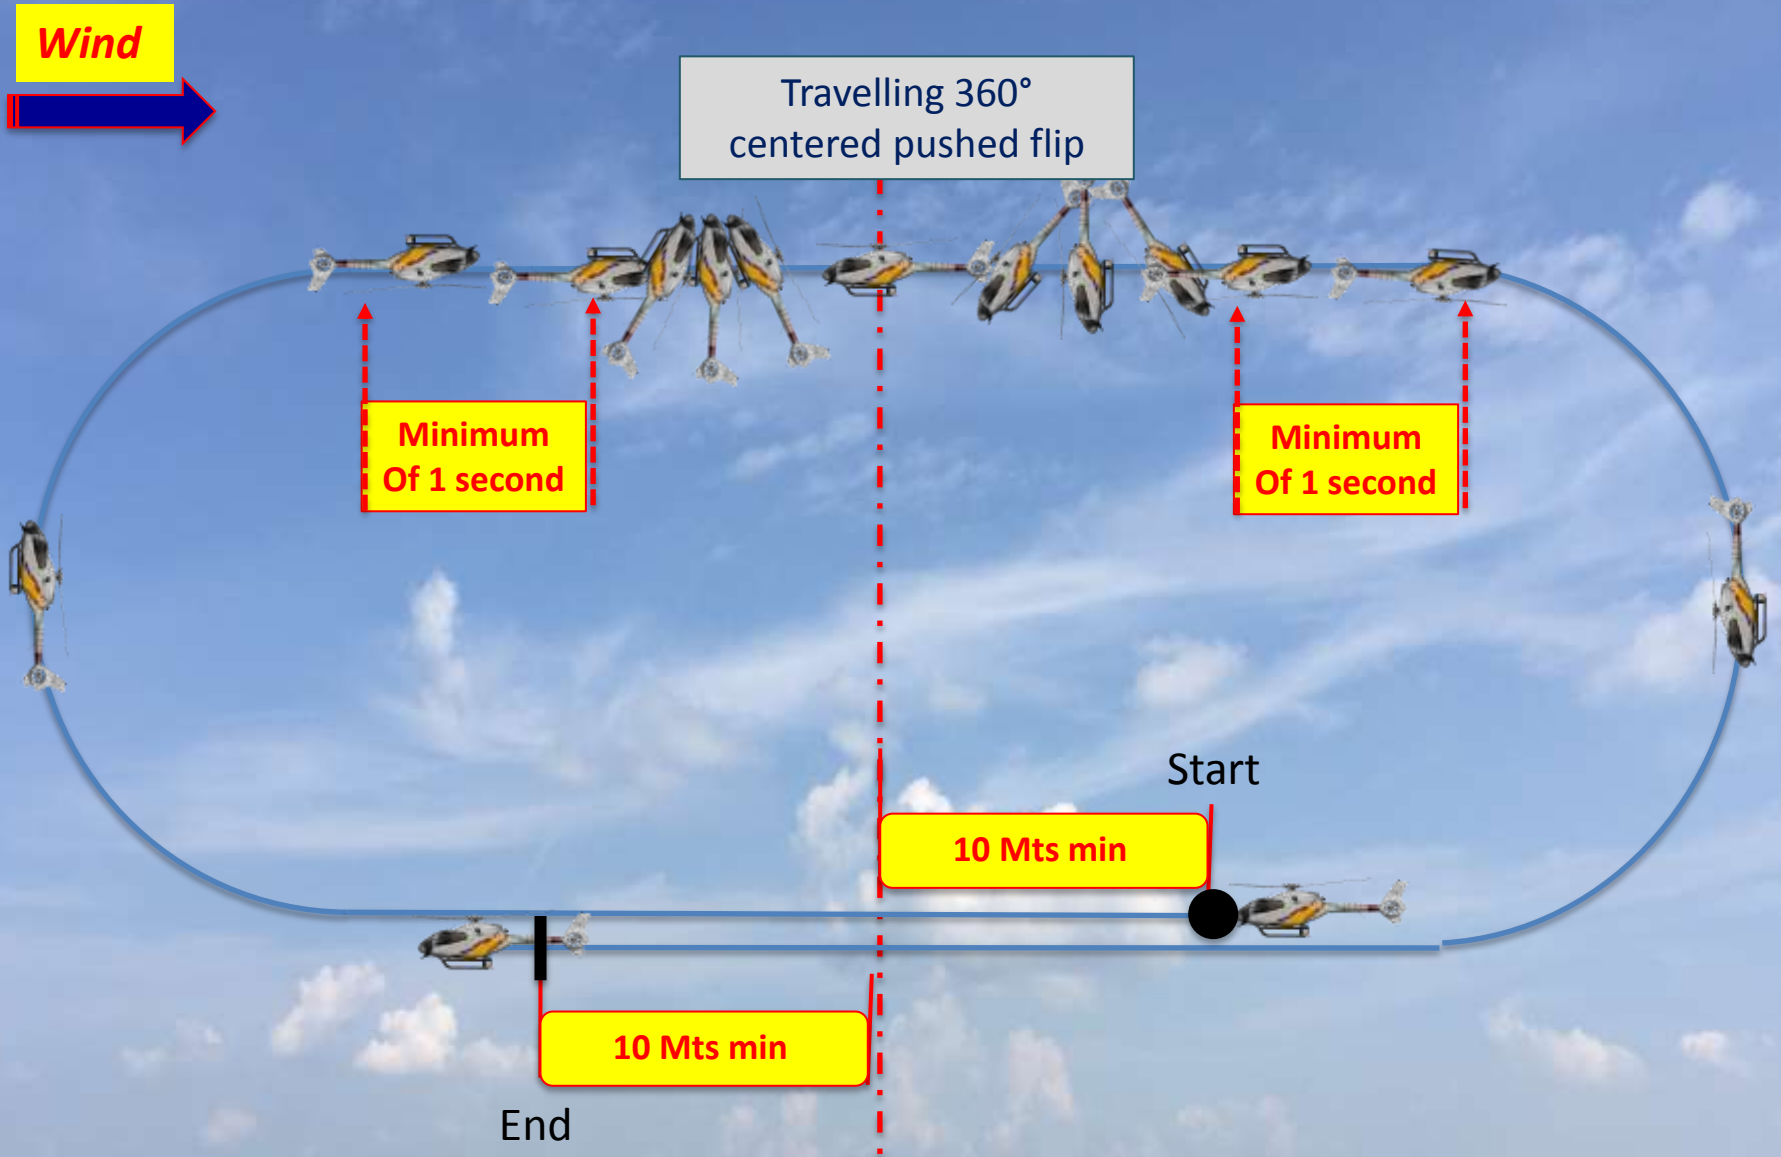 Wind
Travelling 360°
centered pushed flip
Minimum
Of 1 second
Minimum
Of 1 second
Start
10 Mts min
10 Mts min
End